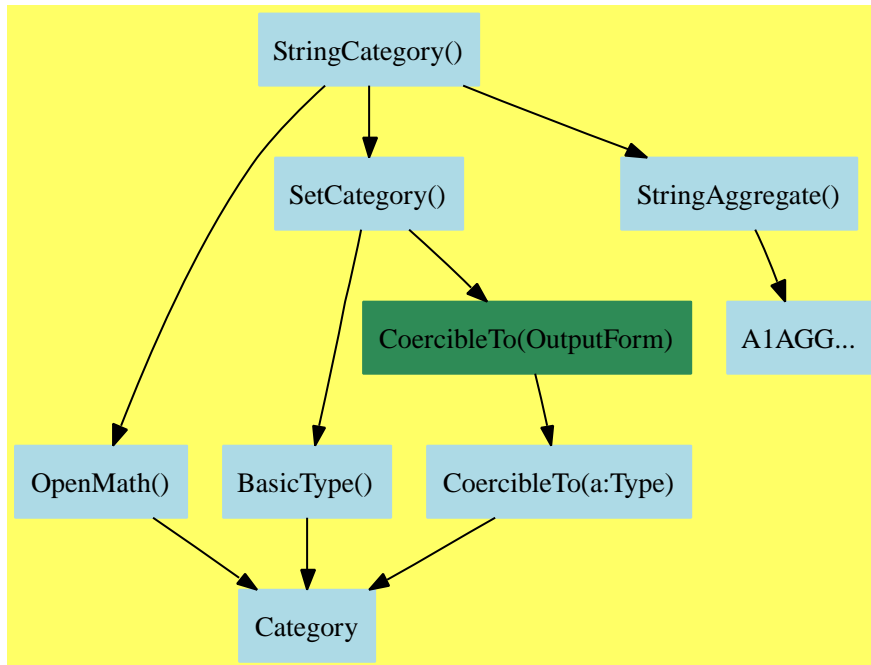 StringCategory()
SetCategory()
StringAggregate()
CoercibleTo(OutputForm)
A1AGG...
OpenMath()
BasicType()
CoercibleTo(a:Type)
Category